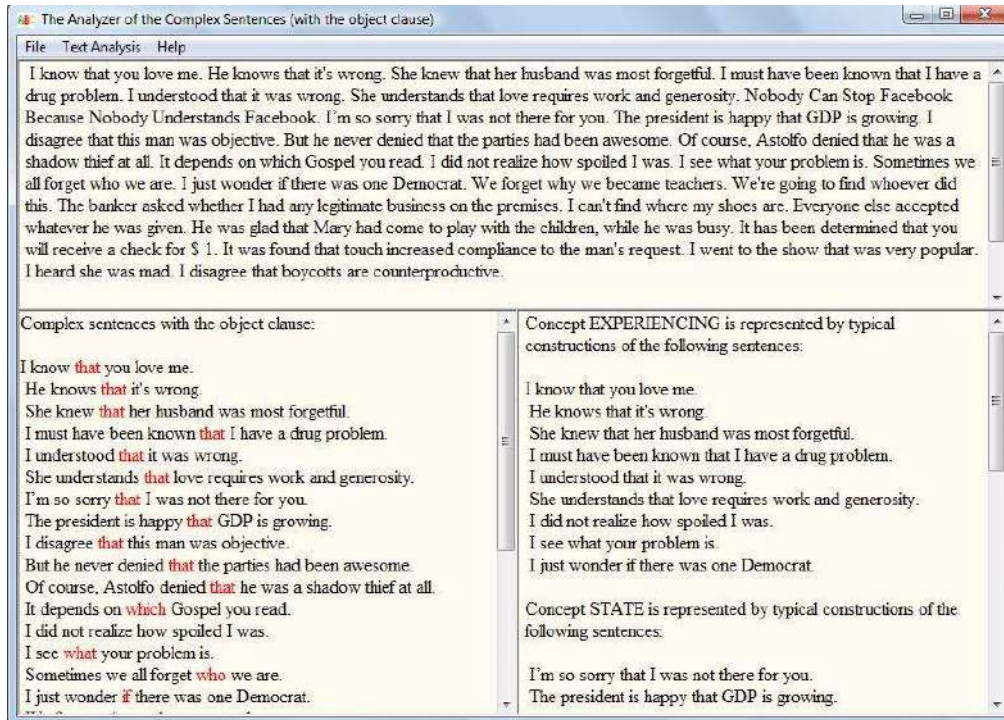 ABC The Analyzer of the Complex Sentences (with the object clause)
File Text Analysis Help
I know that you love me. He knows that it's wrong. She knew that her husband was most forgetful. I must have been known that I have a
drug problem. I understood that it was wrong. She understands that love requires work and generosity. Nobody Can Stop Facebook
Because Nobody Understands Facebook. I'm so sorry that I was not there for you. The president is happy that GDP is growing. I
disagree that this man was objective. But he never denied that the parties had been awesome. Of course, Astolfo denied that he was a
shadow thief at all. It depends on which Gospel you read. I did not realize how spoiled I was. I see what your problem is. Sometimes we
all forget who we are. I just wonder if there was one Democrat. We forget why we became teachers. We're going to find whoever did
this. The banker asked whether I had any legitimate business on the premises. I can't find where my shoes are. Everyone else accepted
whatever he was given. He was glad that Mary had come to play with the children, while he was busy. It has been determined that you
will receive a check for $ 1. It was found that touch increased compliance to the man's request. I went to the show that was very popular.
I heard she was mad. I disagree that boycotts are counterproductive.
Complex sentences with the object clause:
I know that you love me.
He knows that it's wrong.
She knew that her husband was most forgetful.
I must have been known that I have a drug problem.
I understood that it was wrong.
She understands that love requires work and generosity.
I'm so sorry that I was not there for you.
The president is happy that GDP is growing.
I disagree that this man was objective.
But he never denied that the parties had been awesome.
Of course, Astolfo denied that he was a shadow thief at all.
It depends on which Gospel you read.
I did not realize how spoiled I was.
I see what your problem is.
Sometimes we all forget who we are.
I just wonder if there was one Democrat.
Concept EXPERIENCING is represented by typical
constructions of the following sentences:
I know that you love me.
He knows that it's wrong.
She knew that her husband was most forgetful.
I must have been known that I have a drug problem.
I understood that it was wrong.
She understands that love requires work and generosity.
I did not realize how spoiled I was.
I see what your problem is.
I just wonder if there was one Democrat.
Concept STATE is represented by typical constructions of the
following sentences:
I'm so sorry that I was not there for you.
The president is happy that GDP is growing.